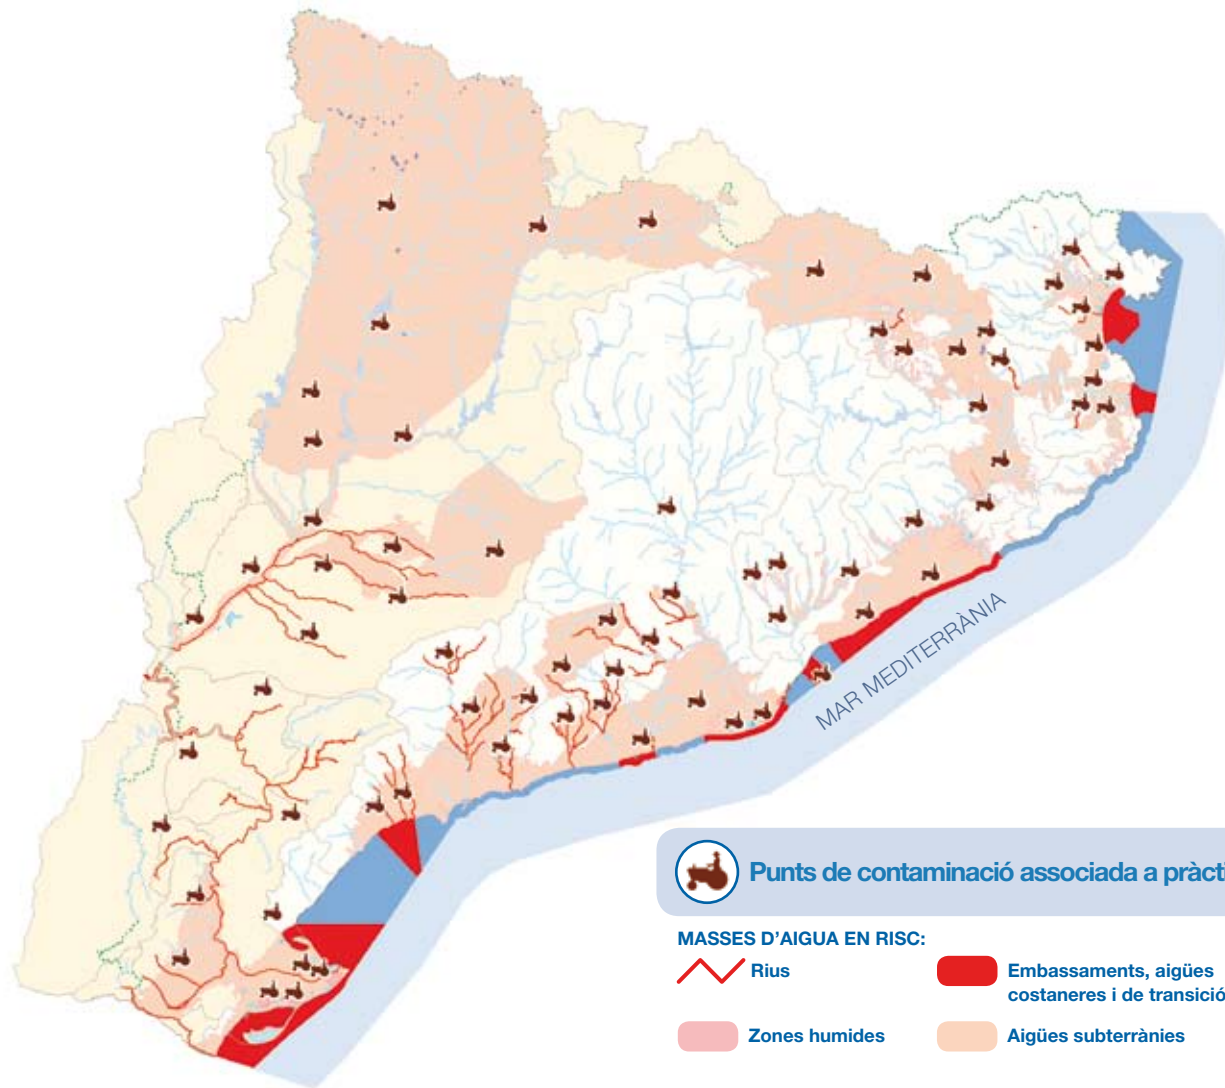 MAR MEDITERRÀNIA
Punts de contaminació associada a
MASSES D'AIGUA EN RISC:
Rius
Embassaments, aigües
costaneres i de transició
Zones humides
Aigües subterrànies